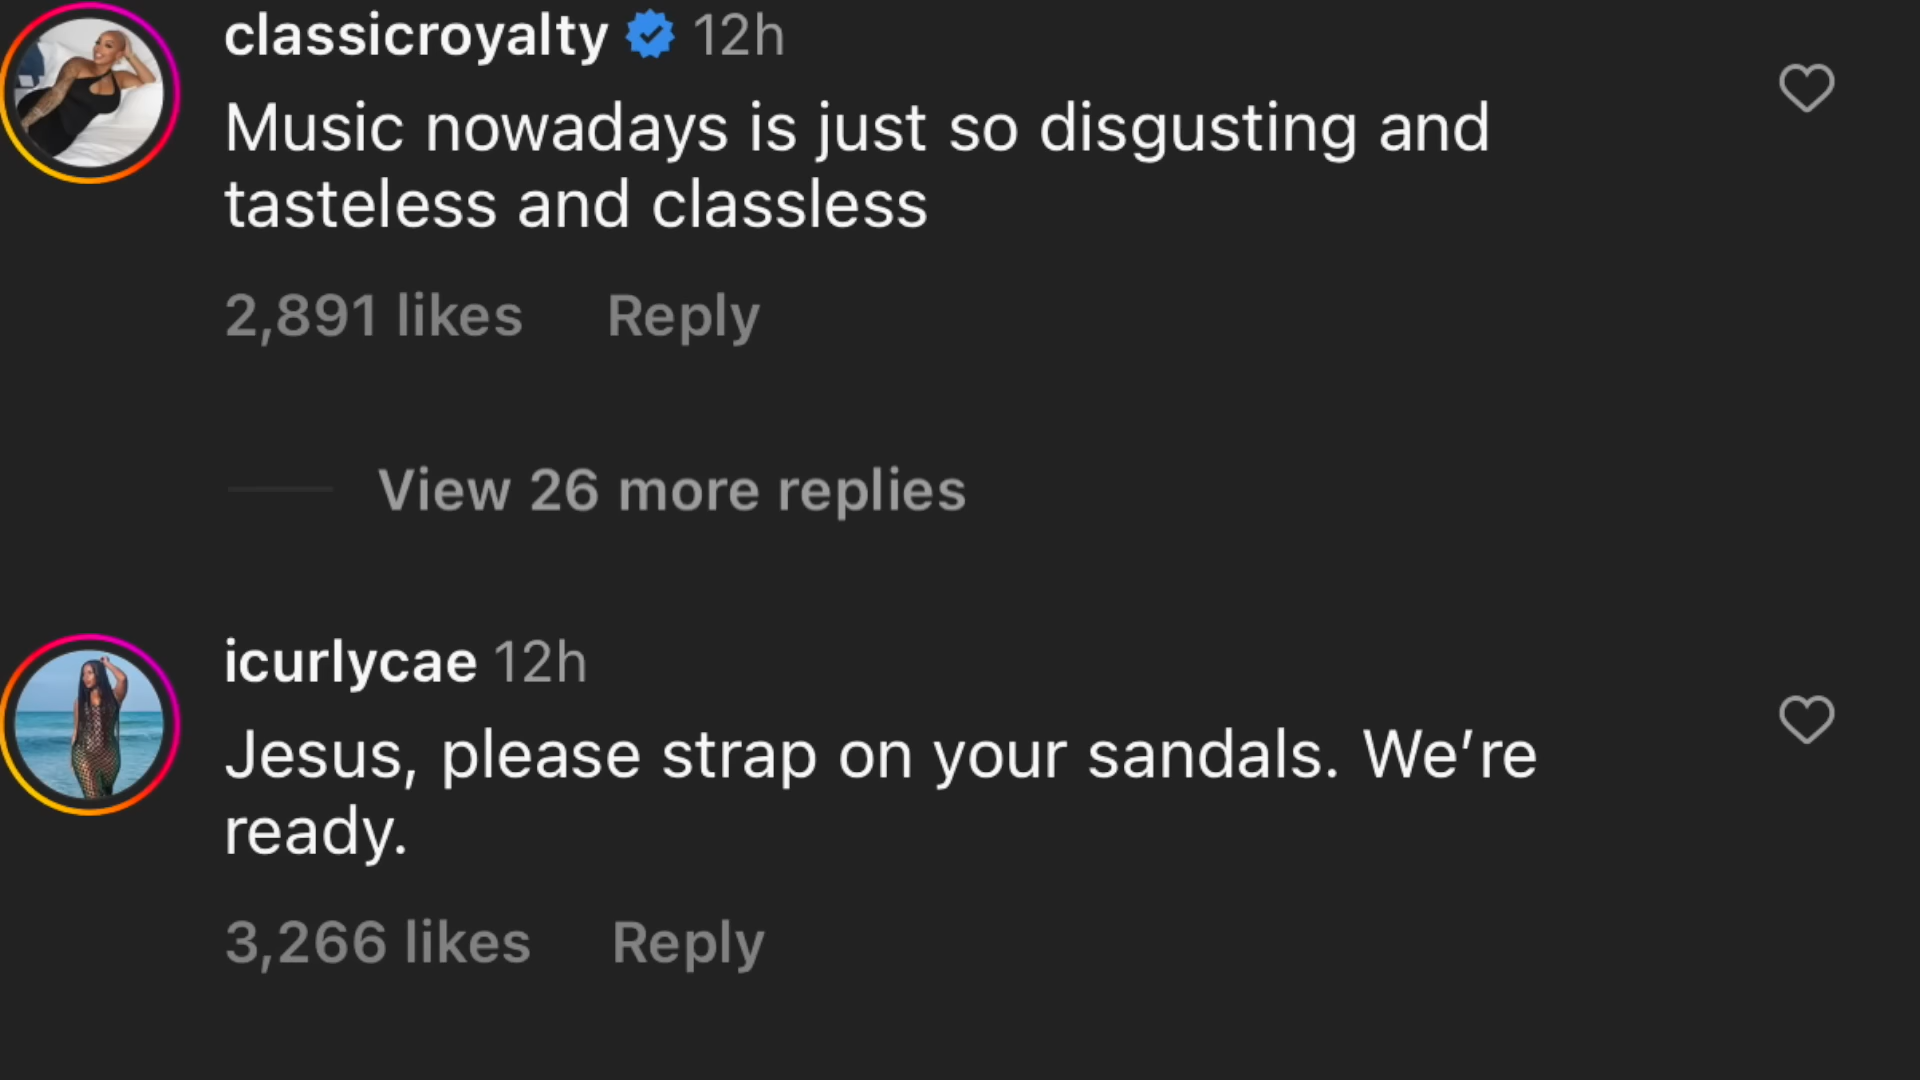 classicroyalty 12h
Music nowadays is just so disgusting and
tasteless and classless
2,891 likes Reply
View 26 more replies
icurlycae 12h
Jesus, please strap on your sandals. We’re
ready.
3,266 likes Reply